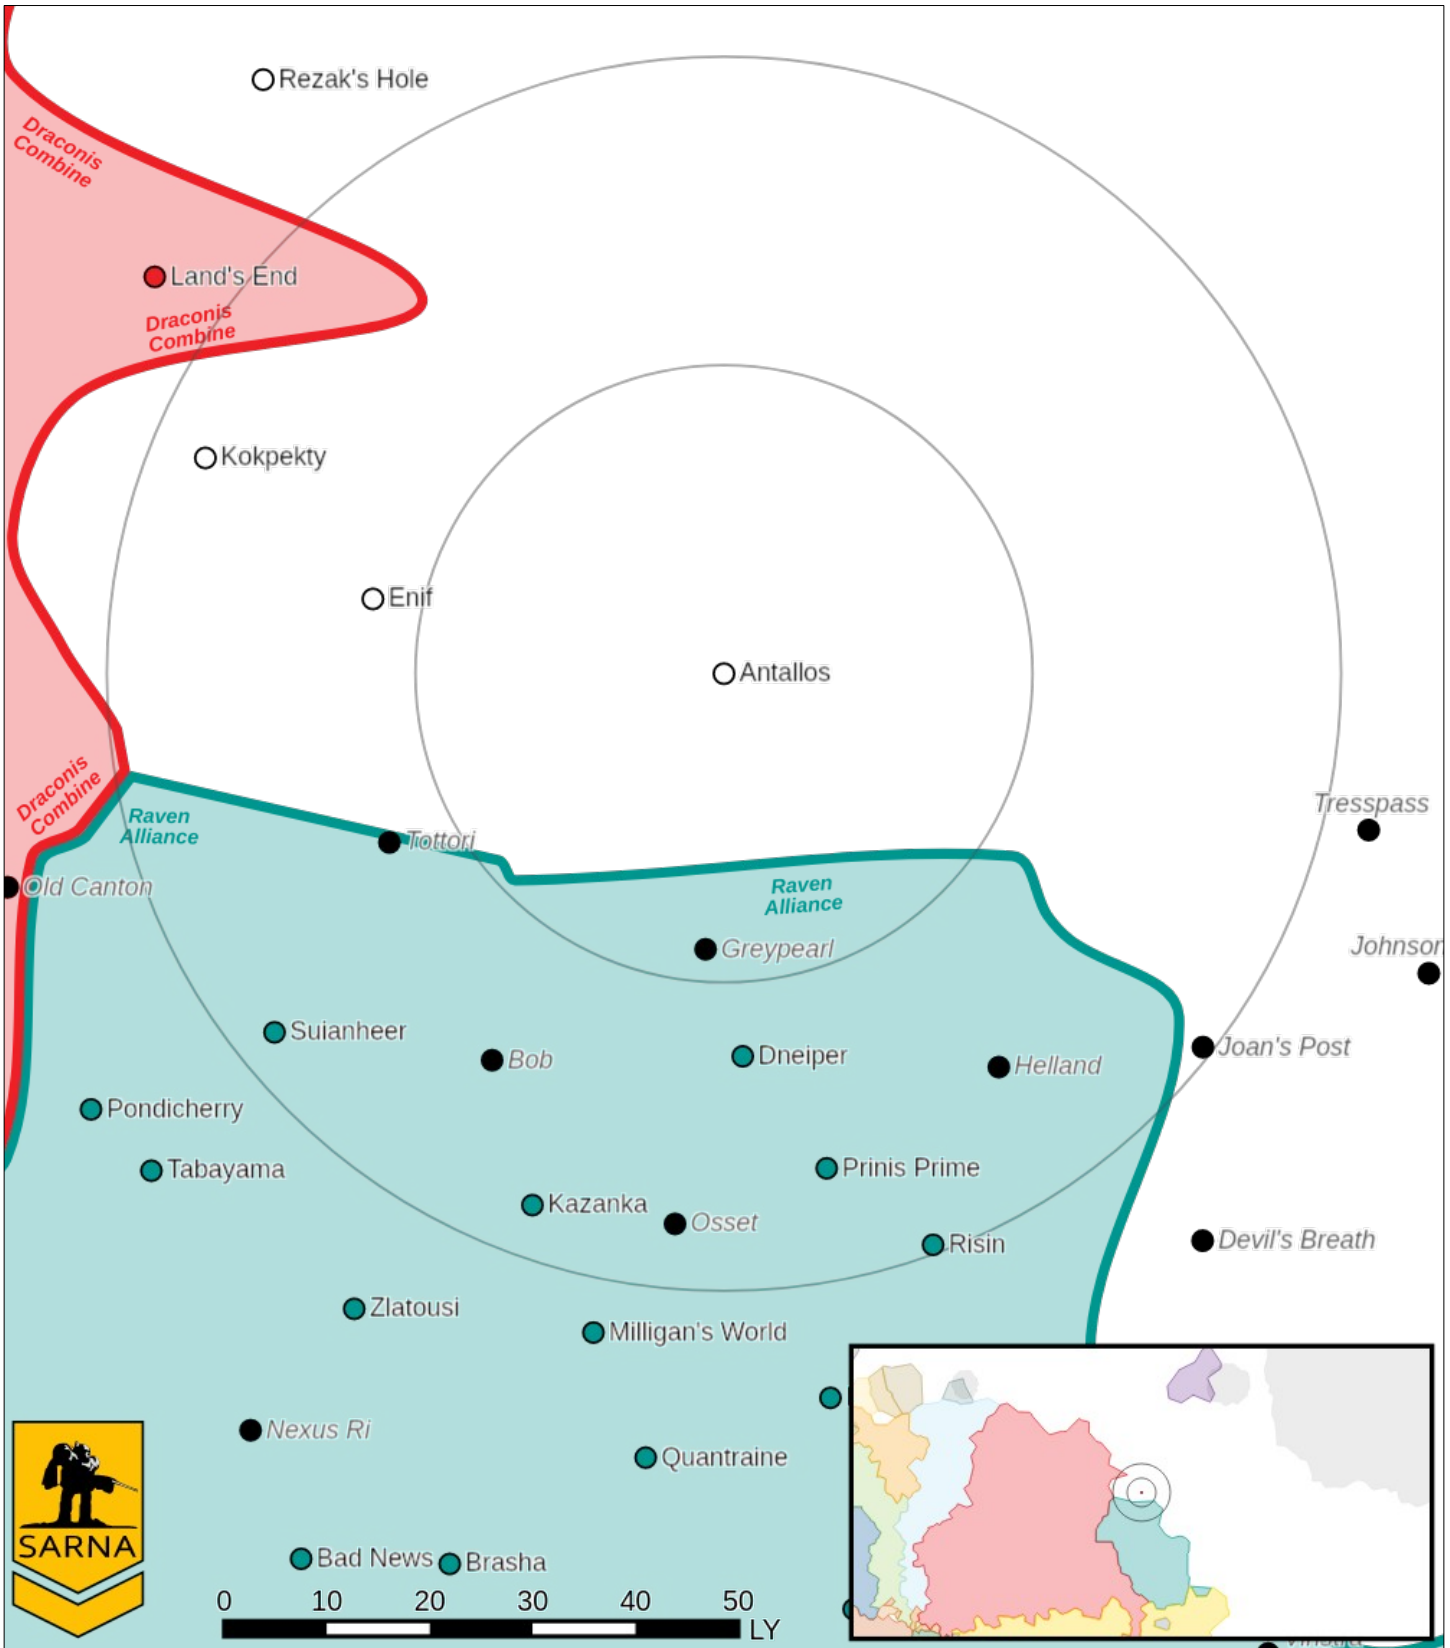 Rezak's Hole
Draconis
Combine
Land's End
Draconis
Combine
Kokpekty
Enif
Antallos
Draconis
Combine
Raven
Alliance
Tresspass
Tottori
Old Canton
Raven
Alliance
Greypearl
Johnson
Suianheer
Bob
Dneiper
Helland
Joan's Post
Pondicherry
Tabayama
Prinis Prime
Kazanka
Osset
Risin
Devil's Breath
Zlatousi
Milligan's World
Nexus Ri
Quantraine
SARNA
Bad News
Brasha
0 10 20 30 40 50
LY